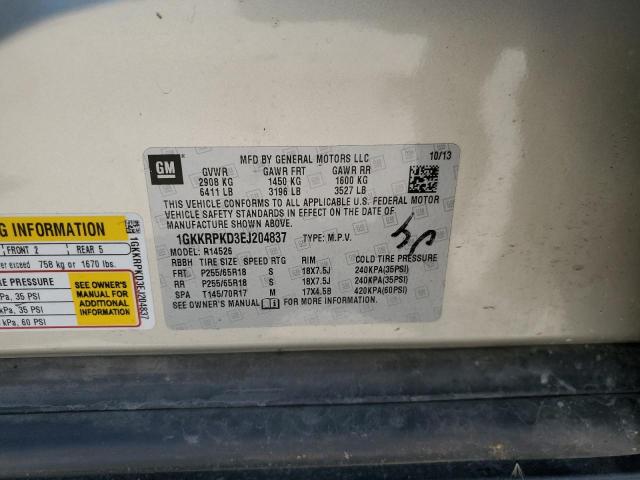 GM
MFD BY GENERAL MOTORS LLC 10/13
GVWR GAWR FRT GAWR RR
2908 KG 1450 KG 1600 KG
6411 LB 3196 LB 3527 LB
THIS VEHICLE CONFORMS TO ALL APPLICABLE U.S. FEDERAL MOTOR
VEHICLE SAFETY STANDARDS IN EFFECT ON THE DATE OF
MANUFACTURE SHOWN ABOVE.
1GKKRPKD3EJ204837 TYPE: M.P.V.
MODEL: R14526
RBBH TIRE SIZE SPEED RTG RIM COLD TIRE PRESSURE
FRT P255/65R18 S 18X7.5J 240KPA(35PSI)
RR P255/65R18 S 18X7.5J 240KPA(35PSI)
SPA T145/70R17 M 17X4.5B 420KPA(60PSI)
SEE OWNER'S MANUAL FOR MORE INFORMATION.
G INFORMATION
FRONT 2 REAR 5
exceed 758 kg or 1670 lbs.
RE PRESSURE
Pa, 35 PSI
kPa, 35 PSI
kPa, 60 PSI
SEE OWNER'S
MANUAL FOR
ADDITIONAL
INFORMATION
1GKKRPKD3EJ204837